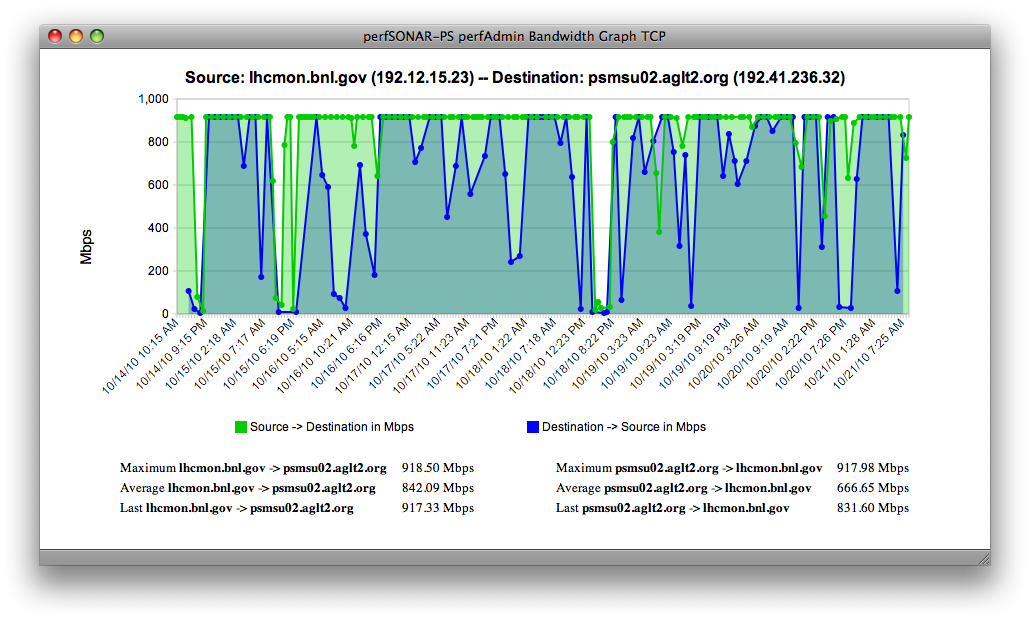 perfSONAR-PS perfAdmin Bandwidth Graph TCP
Source: lhcmon.bnl.gov (192.12.15.23) -- Destination: psmsu02.aglt2.org (192.41.236.32)
1,000
800
600
400
200
0
Mbps
10/14/10 10:15 AM
10/14/10 9:15 PM
10/15/10 2:18 AM
10/15/10 7:17 AM
10/15/10 6:19 PM
10/16/10 5:15 AM
10/16/10 10:21 AM
10/16/10 6:16 PM
10/17/10 12:15 AM
10/17/10 5:22 AM
10/17/10 11:23 AM
10/17/10 7:21 PM
10/18/10 1:22 AM
10/18/10 7:18 AM
10/18/10 12:23 PM
10/18/10 8:22 PM
10/19/10 3:23 AM
10/19/10 9:23 AM
10/19/10 3:19 PM
10/19/10 9:19 PM
10/20/10 3:26 AM
10/20/10 9:19 AM
10/20/10 2:22 PM
10/20/10 7:26 PM
10/21/10 1:28 AM
10/21/10 7:25 AM
Source -> Destination in Mbps
Destination -> Source in Mbps
Maximum lhcmon.bnl.gov -> psmsu02.aglt2.org 918.50 Mbps
Average lhcmon.bnl.gov -> psmsu02.aglt2.org 842.09 Mbps
Last lhcmon.bnl.gov -> psmsu02.aglt2.org 917.33 Mbps
Maximum psmsu02.aglt2.org -> lhcmon.bnl.gov 917.98 Mbps
Average psmsu02.aglt2.org -> lhcmon.bnl.gov 666.65 Mbps
Last psmsu02.aglt2.org -> lhcmon.bnl.gov 831.60 Mbps